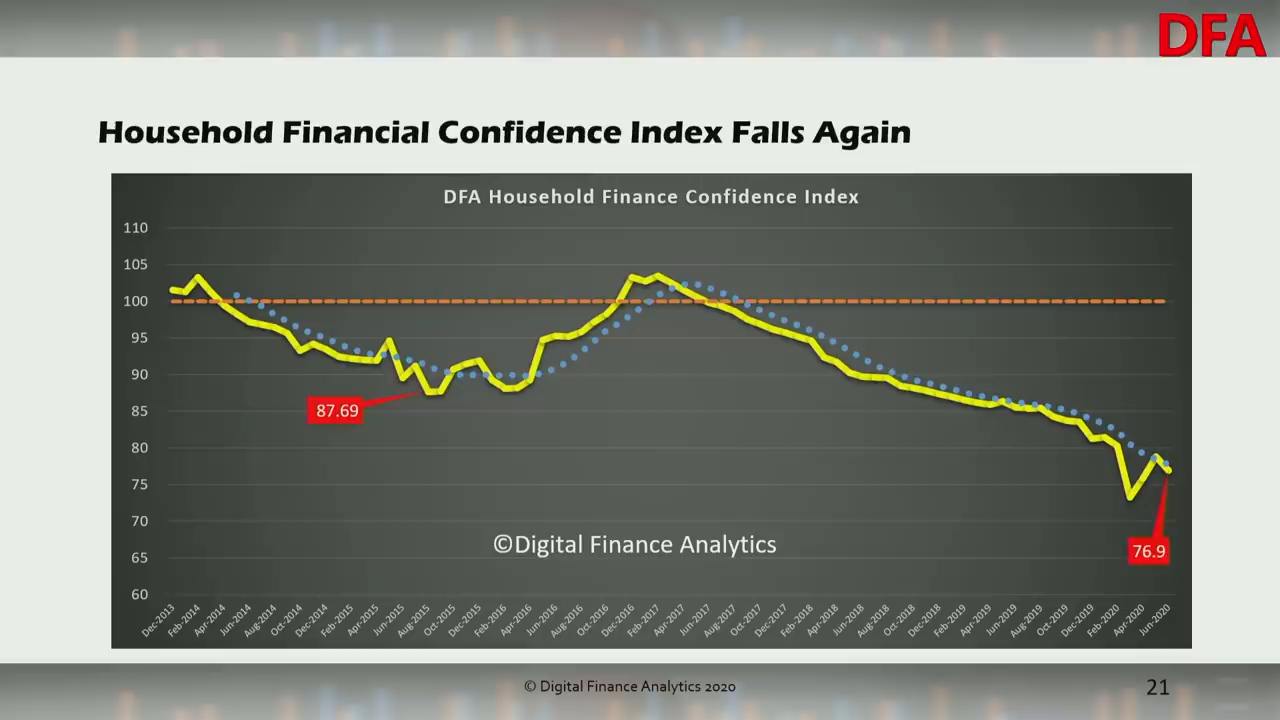 DFA
Household Financial Confidence Index Falls Again
DFA Household Finance Confidence Index
110
105
100
95
90
85
80
75
70
65
60
87.69
76.9
©Digital Finance Analytics
Dec-2013 Feb-2014 Apr-2014 Jun-2014 Aug-2014 Oct-2014 Dec-2014 Feb-2015 Apr-2015 Jun-2015 Aug-2015 Oct-2015 Dec-2015 Feb-2016 Apr-2016 Jun-2016 Aug-2016 Oct-2016 Dec-2016 Feb-2017 Apr-2017 Jun-2017 Aug-2017 Oct-2017 Dec-2017 Feb-2018 Apr-2018 Jun-2018 Aug-2018 Oct-2018 Dec-2018 Feb-2019 Apr-2019 Jun-2019 Aug-2019 Oct-2019 Dec-2019 Feb-2020 Apr-2020 Jun-2020
© Digital Finance Analytics 2020
21